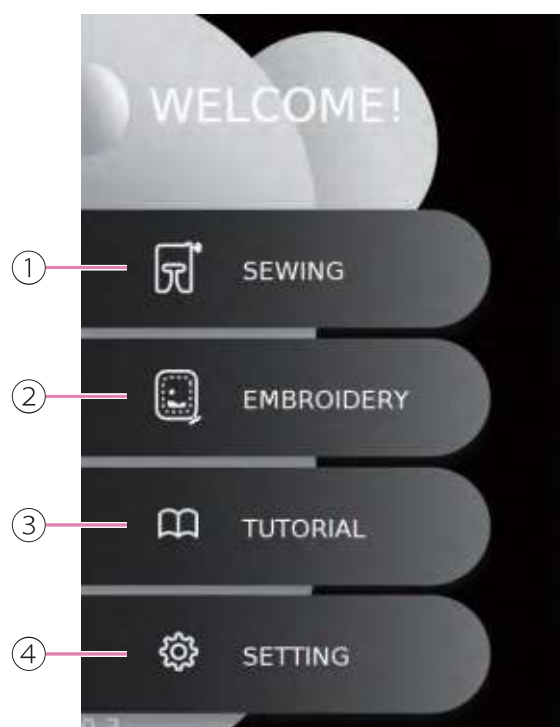 WELCOME!
① SEWING
② EMBROIDERY
③ TUTORIAL
④ SETTING